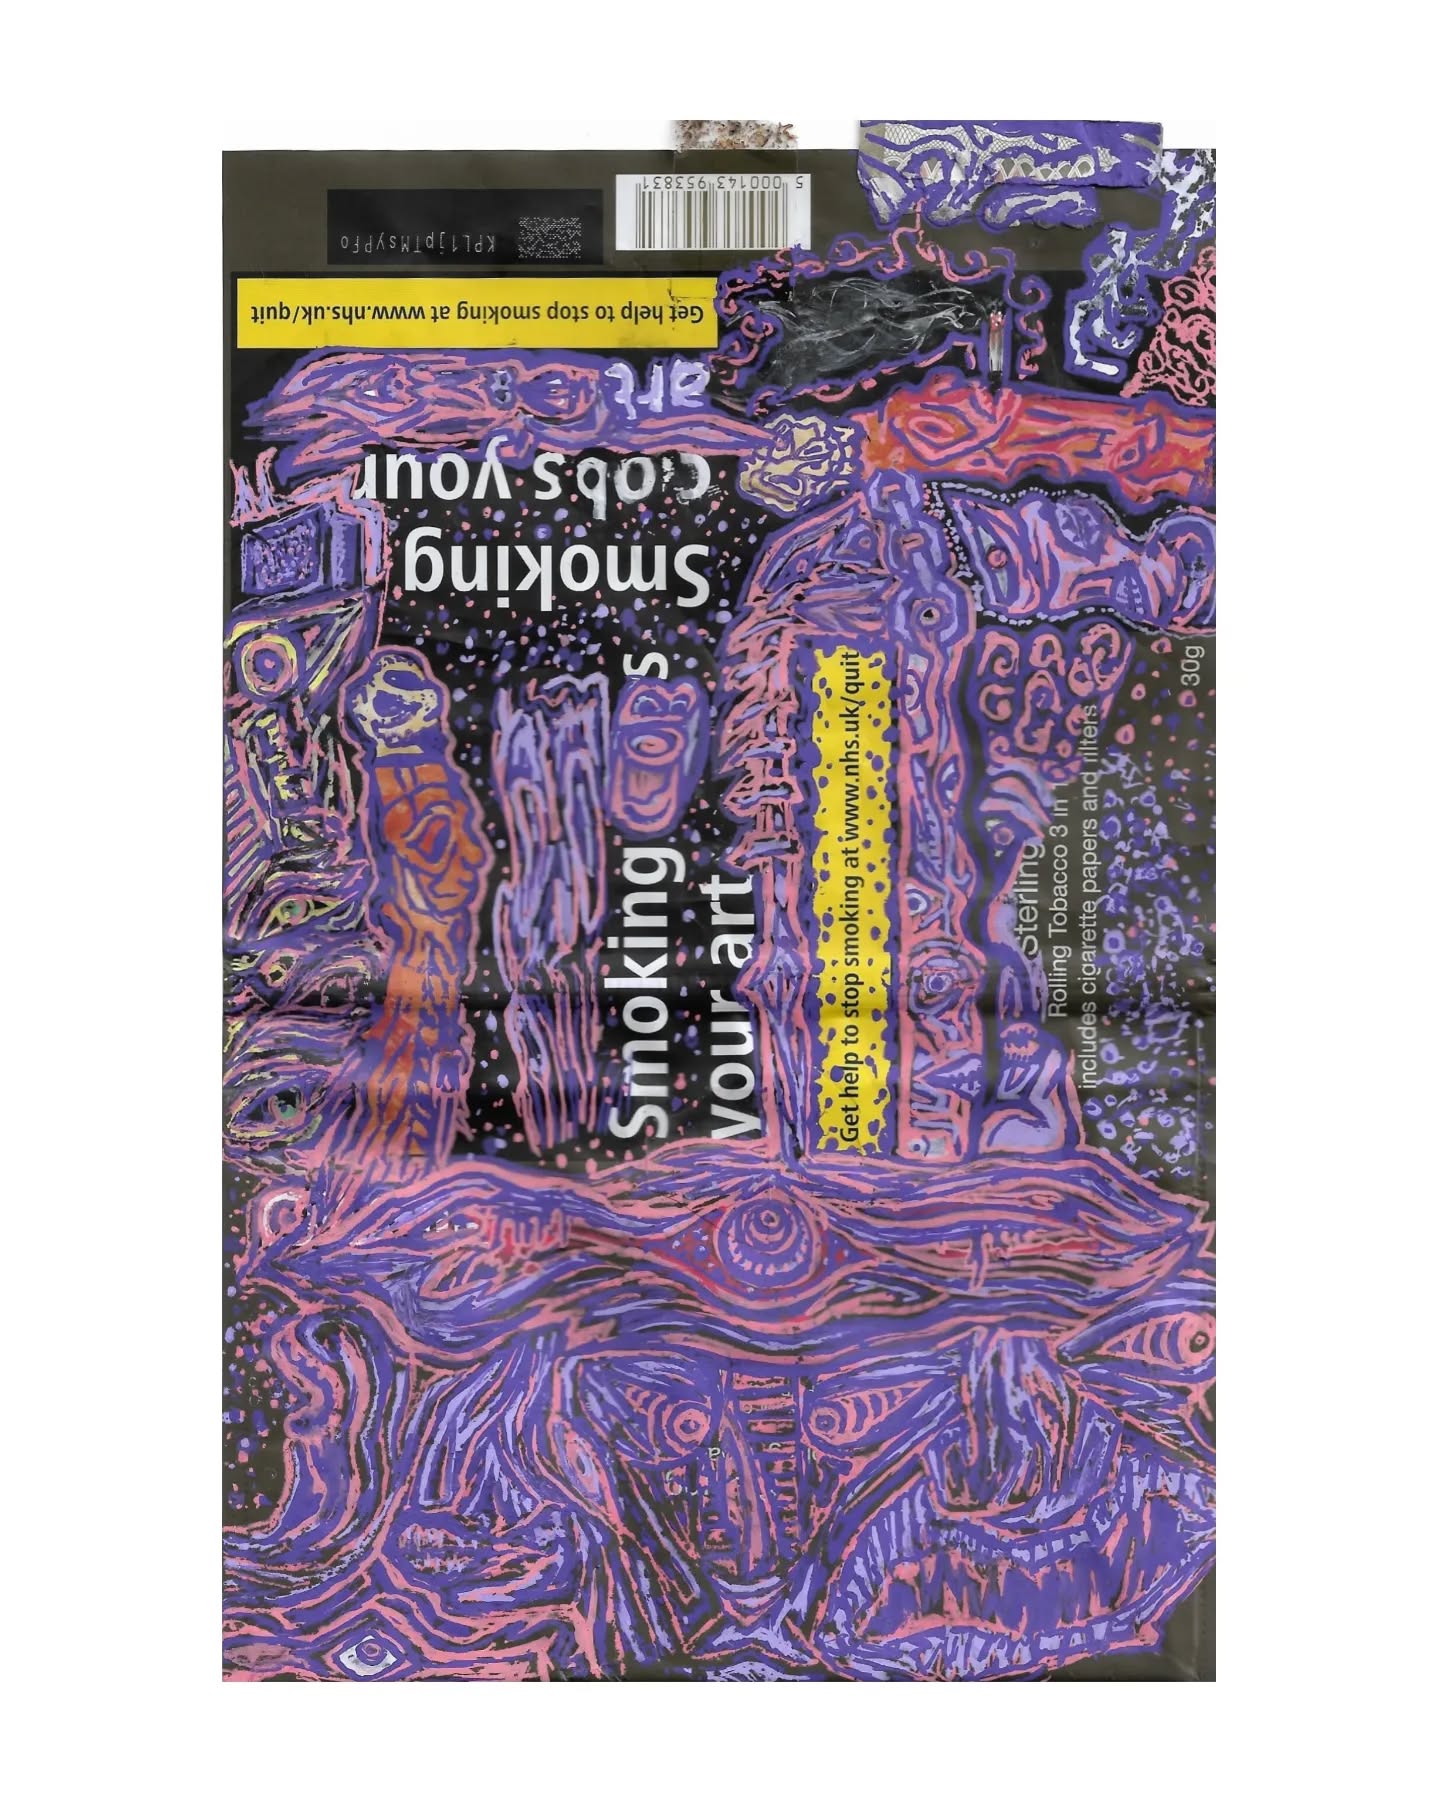 Get help to stop smoking at www.nhs.uk/quit
Smoking
cobs your
art
5 000143 953831
KPL1jpTMsyPFo
Smoking s
your art
Get help to stop smoking at www.nhs.uk/quit
Sterling
Rolling Tobacco 3 in 1
includes cigarette papers and filters
30g